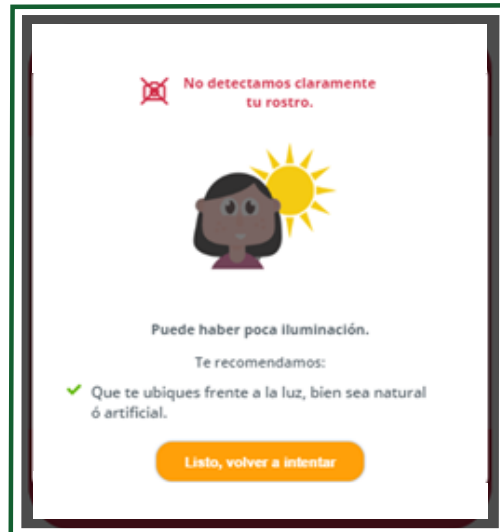 No detectamos claramente
tu rostro.
Puede haber poca iluminación.
Te recomendamos:
Que te ubiques frente a la luz, bien sea natural
ó artificial.
Listo, volver a intentar